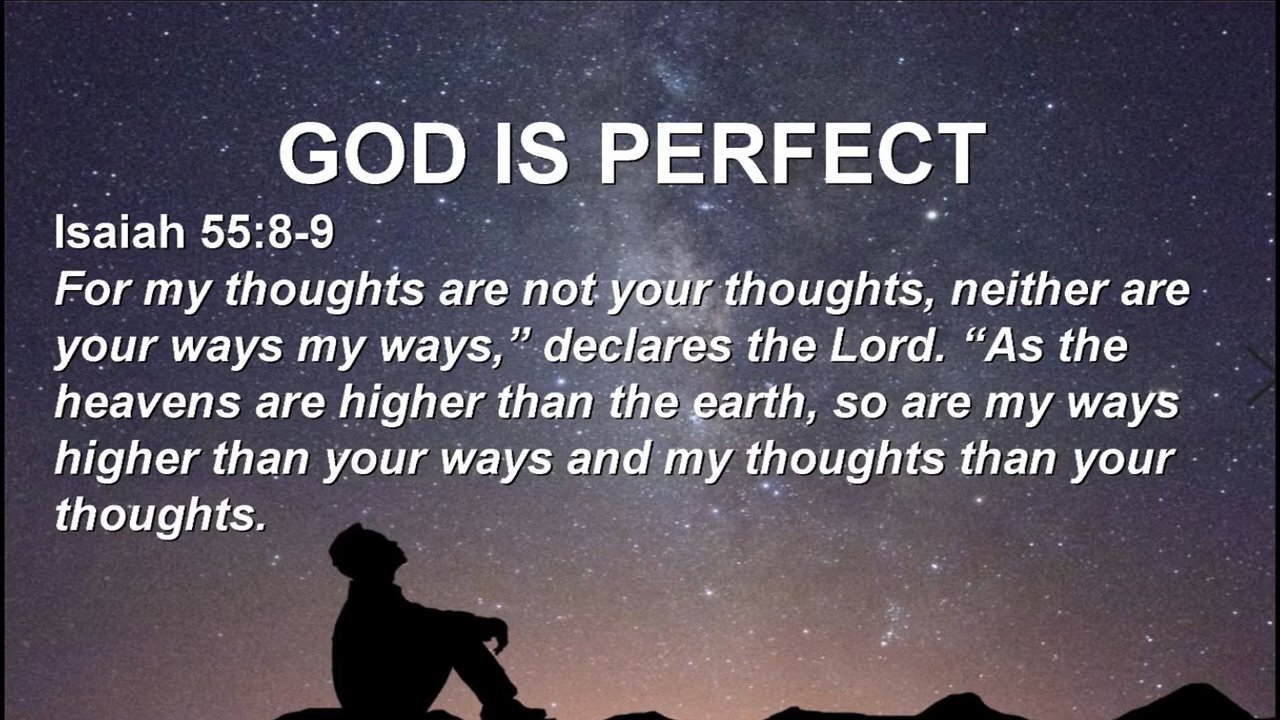 GOD IS PERFECT
Isaiah 55:8-9
For my thoughts are not your thoughts, neither are
your ways my ways,” declares the Lord. “As the
heavens are higher than the earth, so are my ways
higher than your ways and my thoughts than your
thoughts.